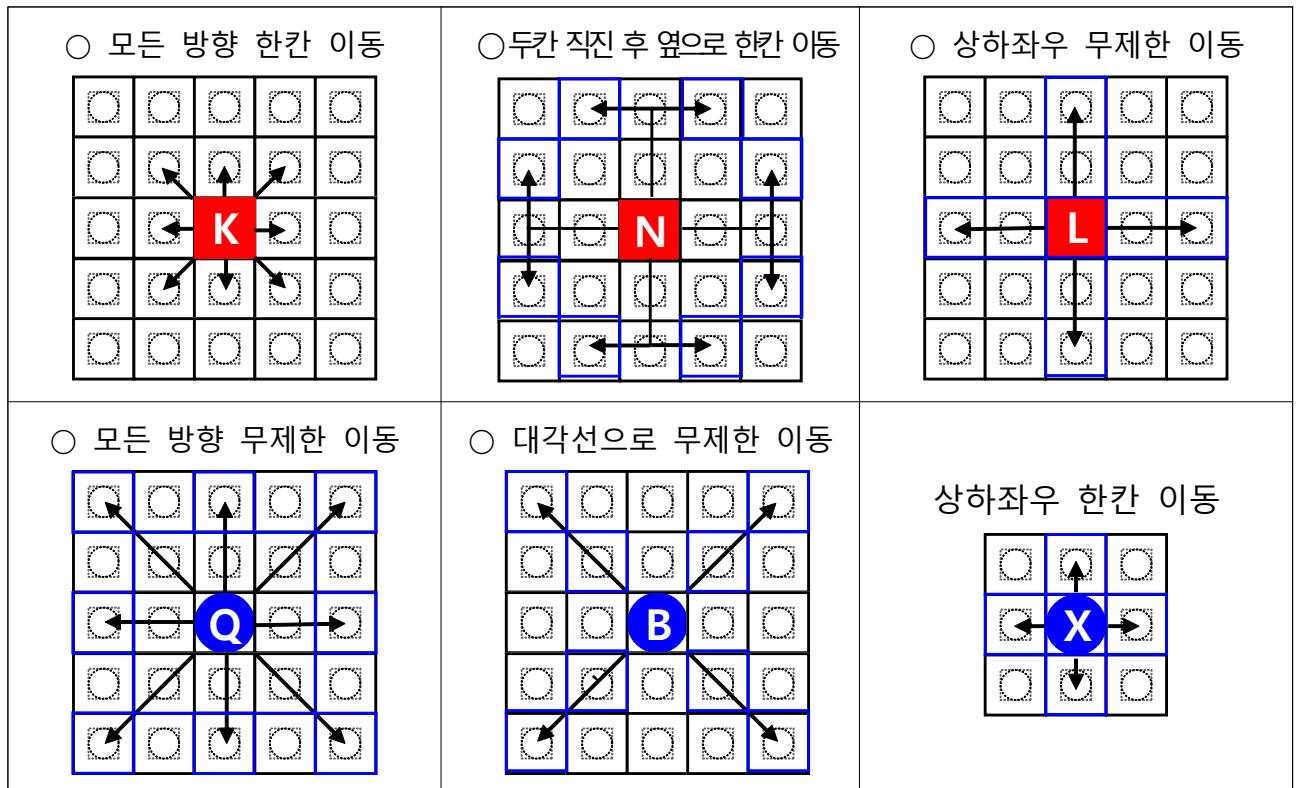 ○ 모든 방향 한칸 이동
○두칸 직진 후 옆으로 한칸 이동
○ 상하좌우 무제한 이동
K
N
L
○ 모든 방향 무제한 이동
○ 대각선으로 무제한 이동
상하좌우 한칸 이동
Q
B
X